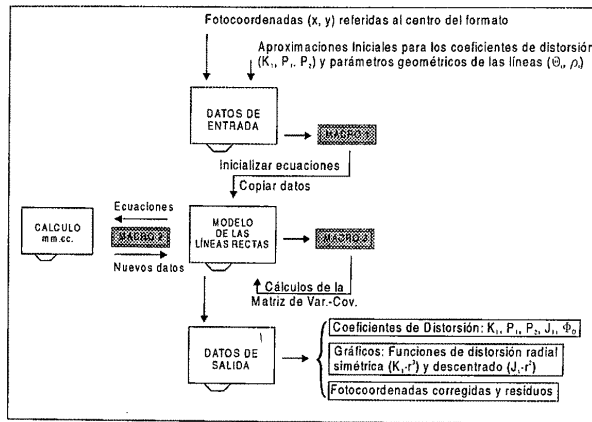 Fotocoordenadas (x, y) referidas al centro del formato
Aproximaciones Iniciales para los coeficientes de distorsión
(K₁, P₁, P₂) y parámetros geométricos de las líneas (Θᵢ, ρᵢ)
DATOS DE
ENTRADA
MACRO 1
Inicializar ecuaciones
Copiar datos
CALCULO
mm.cc.
Ecuaciones
MACRO 2
Nuevos datos
MODELO
DE LAS
LÍNEAS RECTAS
MACRO 3
Cálculos de la
Matriz de Var.-Cov.
DATOS DE
SALIDA
Coeficientes de Distorsión: K₁, P₁, P₂, J₁, Φ₀
Gráficos: Funciones de distorsión radial
simétrica (K₁·r³) y descentrado (J₁·r²)
Fotocoordenadas corregidas y residuos